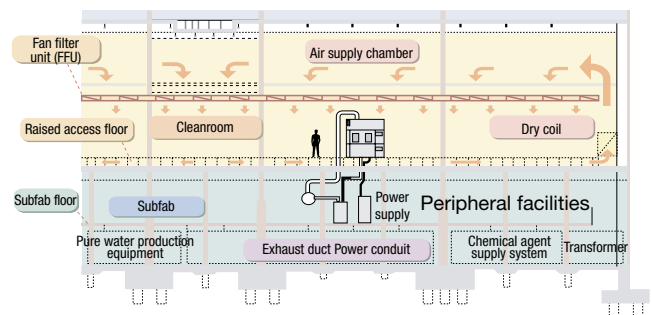 Fan filter
unit (FFU)
Air supply chamber
Raised access floor
Cleanroom
Dry coil
Subfab floor
Subfab
Power
supply
Peripheral facilities
Pure water production
equipment
Exhaust duct Power conduit
Chemical agent
supply system
Transformer